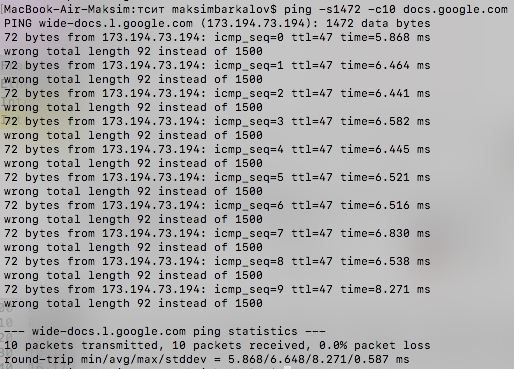 [MacBook-Air-Maksim:тсит maksimbarkalov$ ping -s1472 -c10 docs.google.com
PING wide-docs.l.google.com (173.194.73.194): 1472 data bytes
72 bytes from 173.194.73.194: icmp_seq=0 ttl=47 time=5.868 ms
wrong total length 92 instead of 1500
72 bytes from 173.194.73.194: icmp_seq=1 ttl=47 time=6.464 ms
wrong total length 92 instead of 1500
72 bytes from 173.194.73.194: icmp_seq=2 ttl=47 time=6.441 ms
wrong total length 92 instead of 1500
72 bytes from 173.194.73.194: icmp_seq=3 ttl=47 time=6.582 ms
wrong total length 92 instead of 1500
72 bytes from 173.194.73.194: icmp_seq=4 ttl=47 time=6.445 ms
wrong total length 92 instead of 1500
72 bytes from 173.194.73.194: icmp_seq=5 ttl=47 time=6.521 ms
wrong total length 92 instead of 1500
72 bytes from 173.194.73.194: icmp_seq=6 ttl=47 time=6.516 ms
wrong total length 92 instead of 1500
72 bytes from 173.194.73.194: icmp_seq=7 ttl=47 time=6.830 ms
wrong total length 92 instead of 1500
72 bytes from 173.194.73.194: icmp_seq=8 ttl=47 time=6.538 ms
wrong total length 92 instead of 1500
72 bytes from 173.194.73.194: icmp_seq=9 ttl=47 time=8.271 ms
wrong total length 92 instead of 1500
--- wide-docs.l.google.com ping statistics ---
10 packets transmitted, 10 packets received, 0.0% packet loss
round-trip min/avg/max/stddev = 5.868/6.648/8.271/0.587 ms